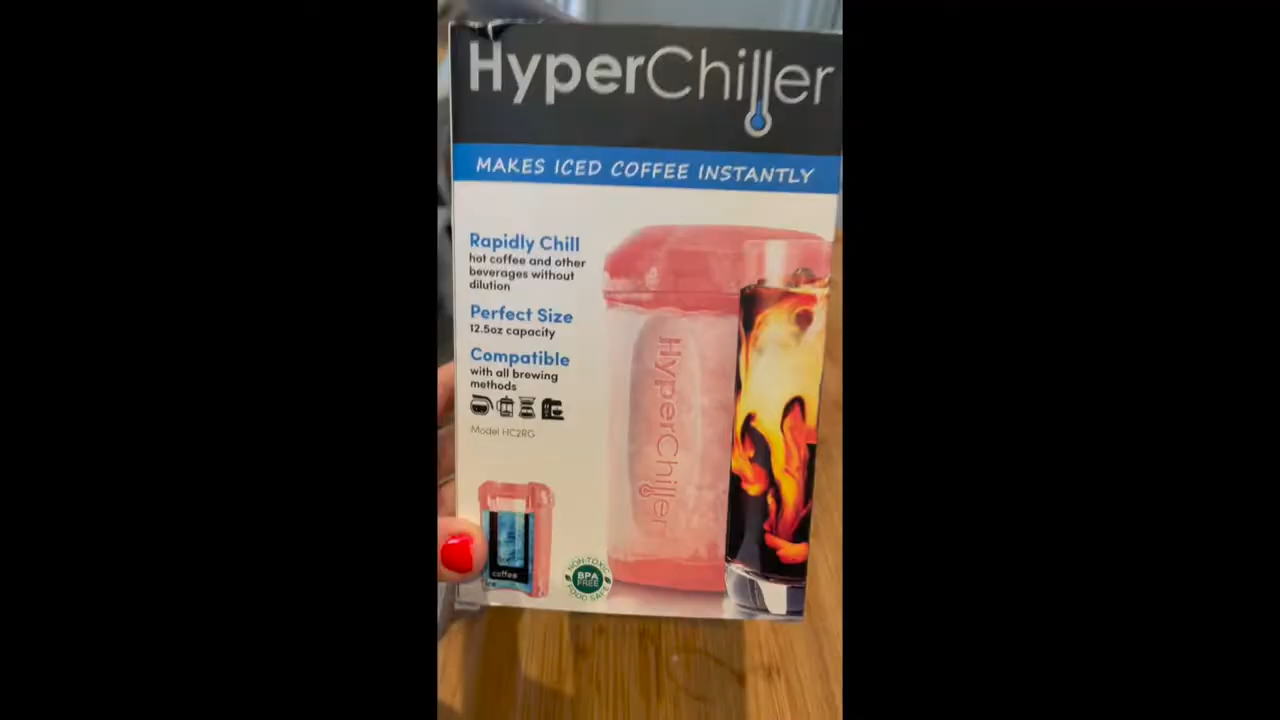 HyperChiller
MAKES ICED COFFEE INSTANTLY
Rapidly Chill
hot coffee and other
beverages without
dilution
Perfect Size
12.5oz capacity
Compatible
with all brewing
methods
Model HC2RG
HyperChiller
coffee
ice
NON-TOXIC
BPA
FREE
FOOD SAFE